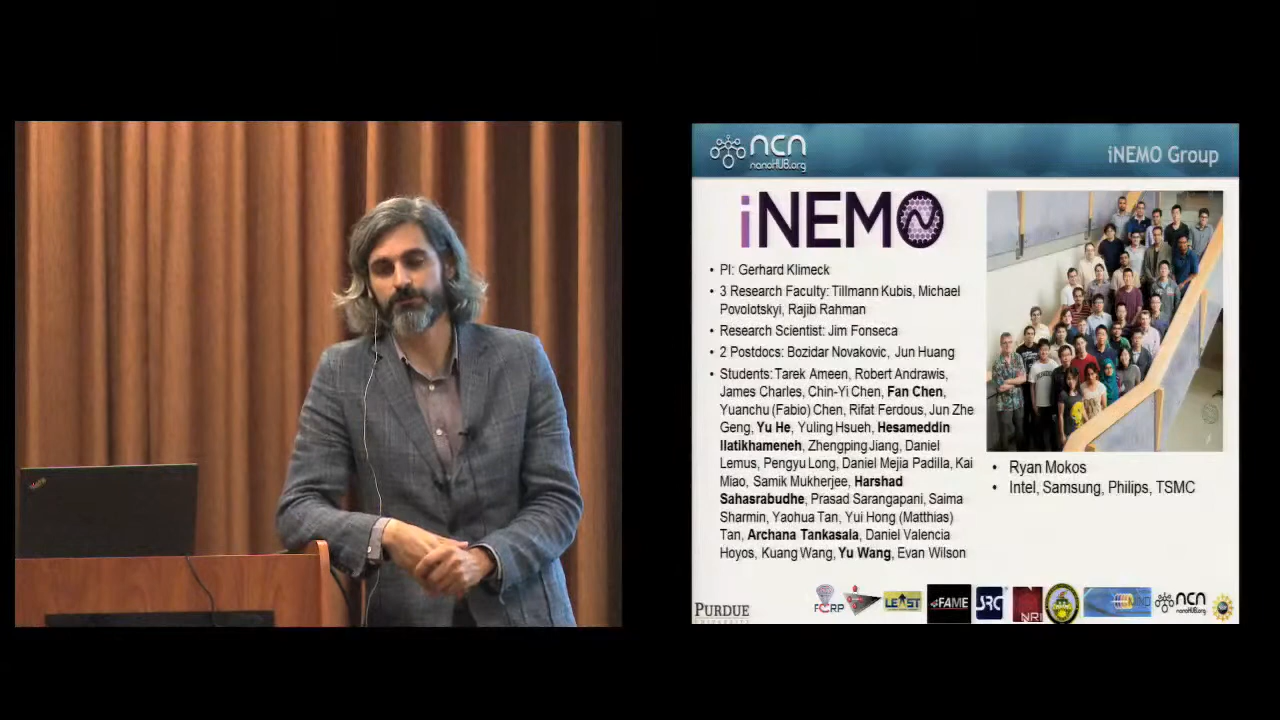 ncn
nanoHUB.org
iNEMO Group
iNEMO
• PI: Gerhard Klimeck
• 3 Research Faculty: Tillmann Kubis, Michael
Povolotskyi, Rajib Rahman
• Research Scientist: Jim Fonseca
• 2 Postdocs: Bozidar Novakovic, Jun Huang
• Students: Tarek Ameen, Robert Andrawis,
James Charles, Chin-Yi Chen, Fan Chen,
Yuanchu (Fabio) Chen, Rifat Ferdous, Jun Zhe
Geng, Yu He, Yuling Hsueh, Hesameddin
Ilatikhameneh, Zhengping Jiang, Daniel
Lemus, Pengyu Long, Daniel Mejia Padilla, Kai
Miao, Samik Mukherjee, Harshad
Sahasrabudhe, Prasad Sarangapani, Saima
Sharmin, Yaohua Tan, Yui Hong (Matthias)
Tan, Archana Tankasala, Daniel Valencia
Hoyos, Kuang Wang, Yu Wang, Evan Wilson
• Ryan Mokos
• Intel, Samsung, Philips, TSMC
PURDUE
UNIVERSITY
FCRP
LEAST
FAME
SRC
NRI
ncn
nanoHUB.org